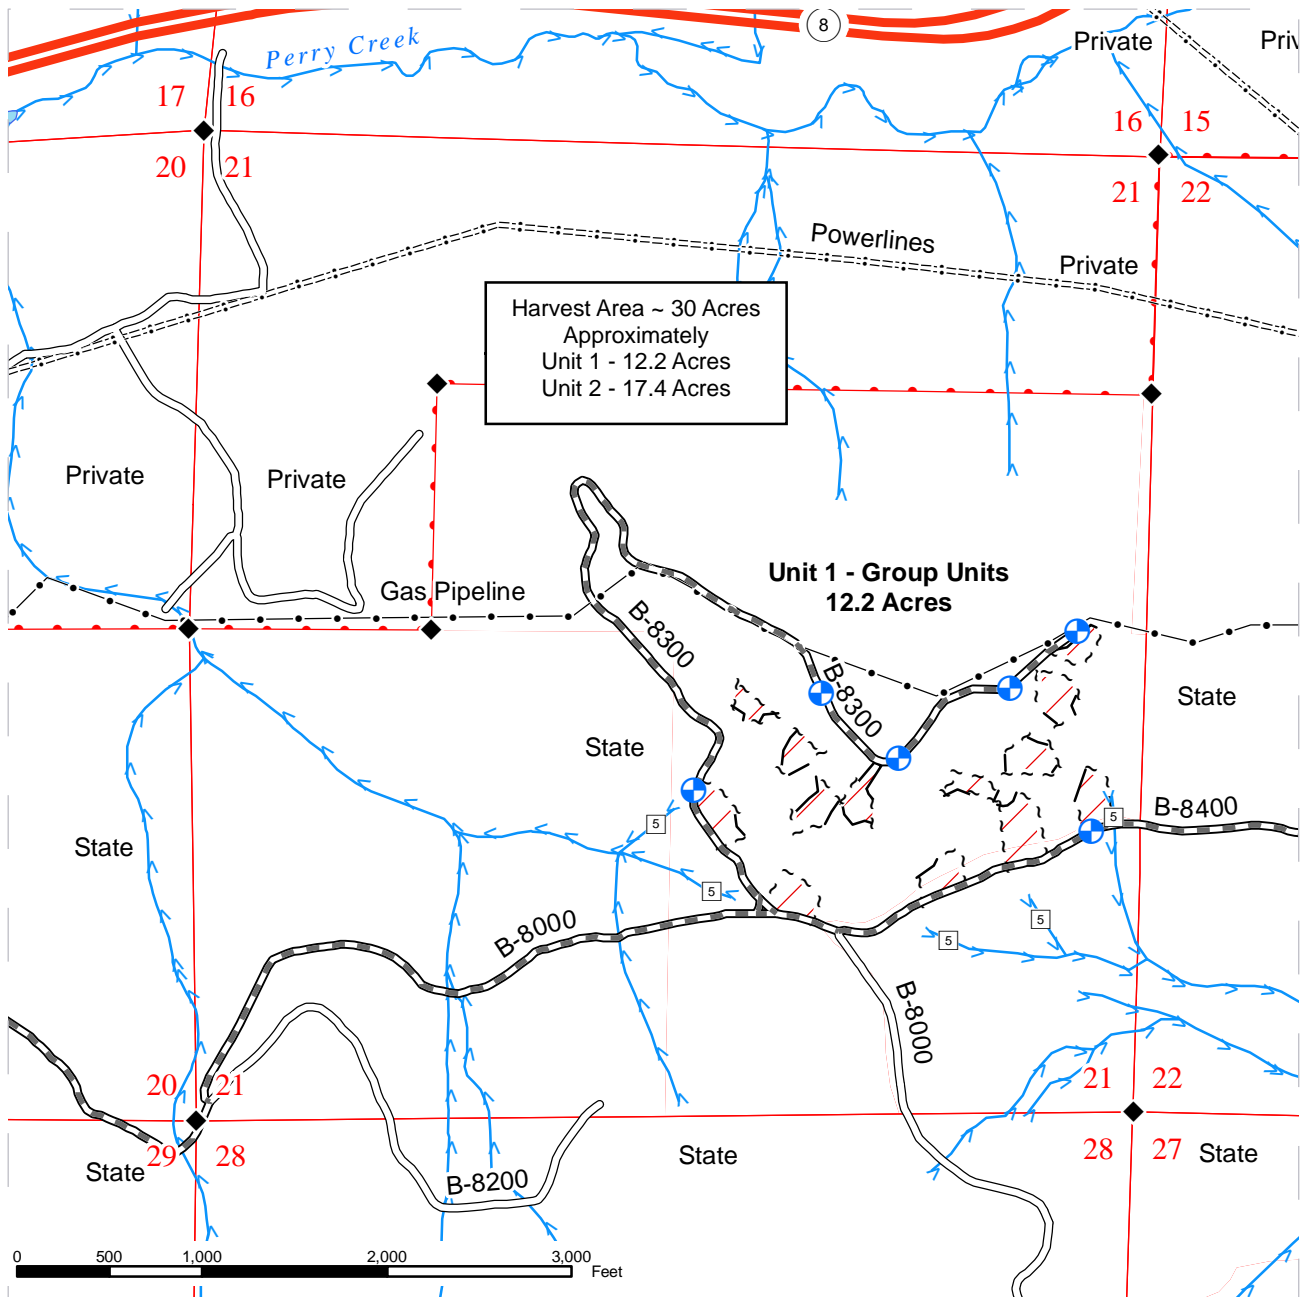 8
Perry Creek
Private
Priv
17
16
16
15
20
21
21
22
Powerlines
Private
Harvest Area ~ 30 Acres
Approximately
Unit 1 - 12.2 Acres
Unit 2 - 17.4 Acres
Private
Private
Gas Pipeline
Unit 1 - Group Units
12.2 Acres
B-8300
B-8300
State
State
B-8400
5
5
State
5
5
5
B-8000
B-8000
20
21
21
22
29
28
28
27
State
State
State
B-8200
0
500
1,000
2,000
3,000
Feet